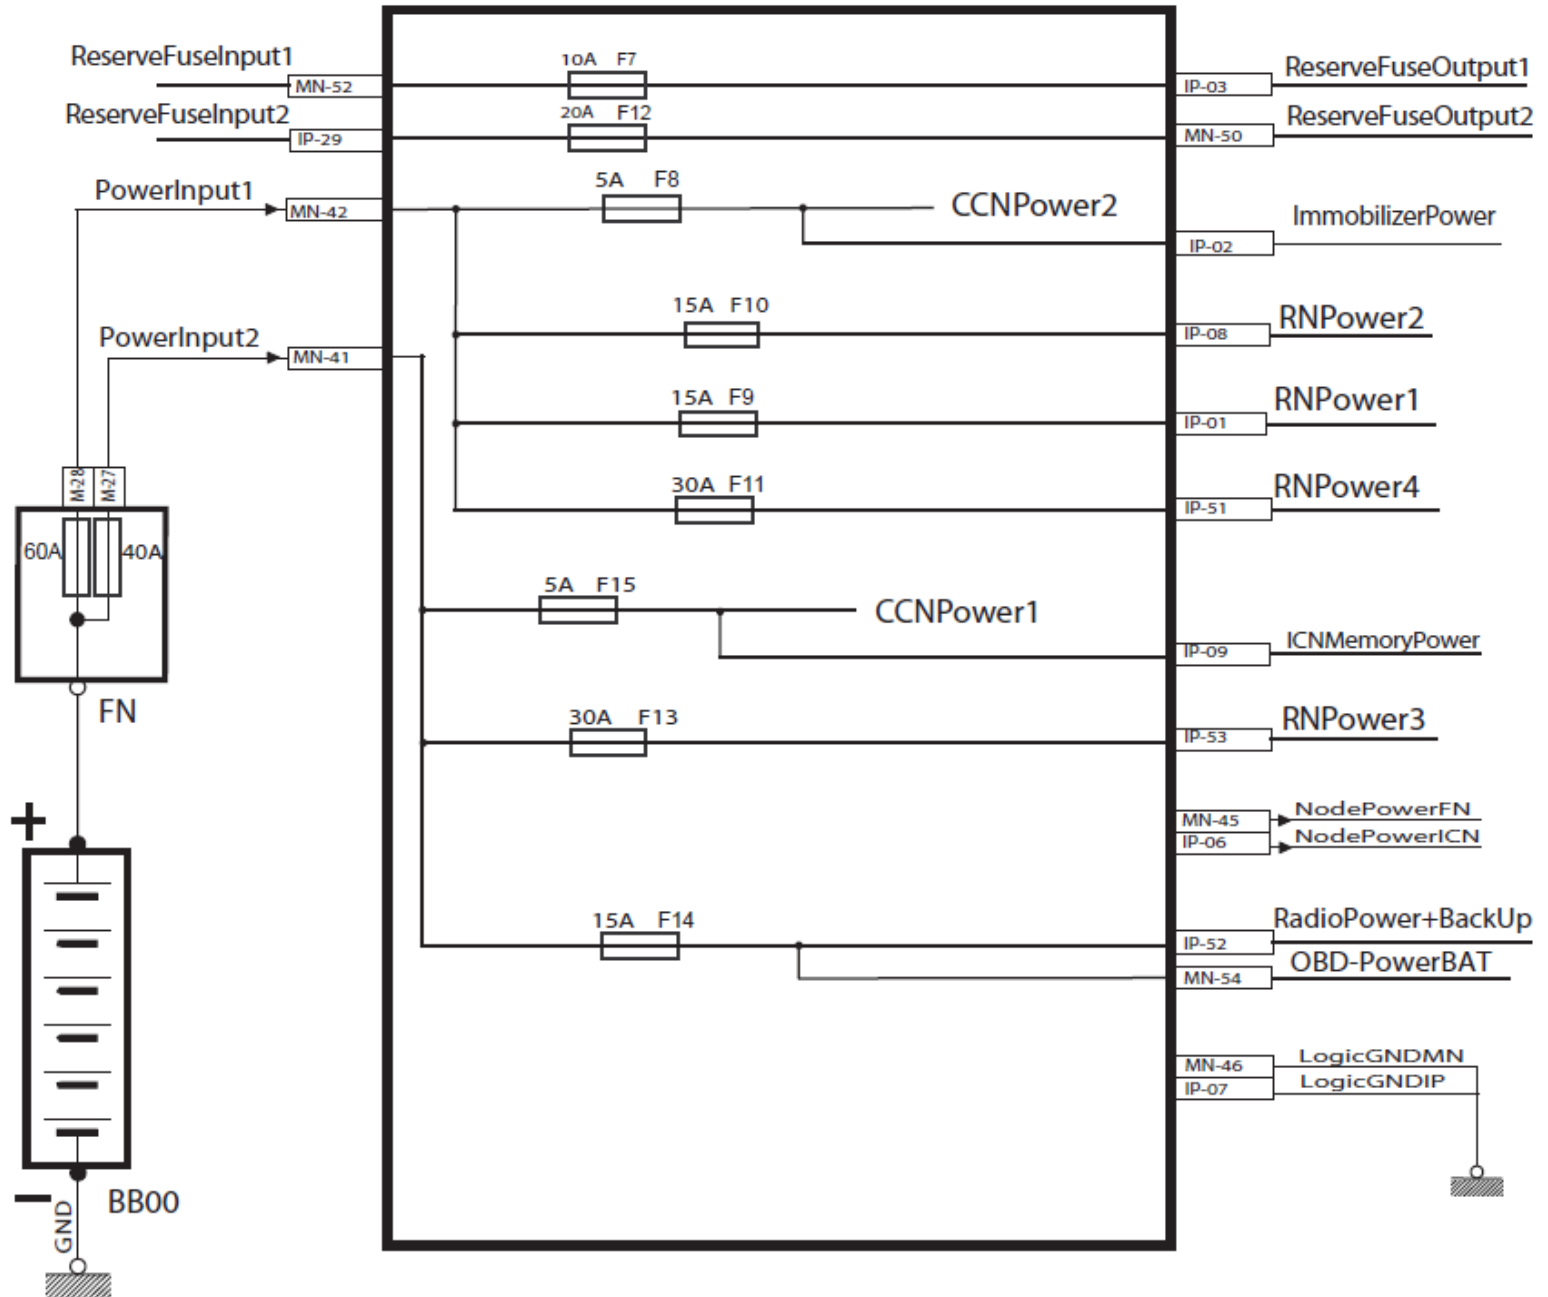 ReserveFuseInput1
MN-52
10A F7
IP-03
ReserveFuseOutput1
ReserveFuseInput2
IP-29
20A F12
MN-50
ReserveFuseOutput2
PowerInput1
MN-42
5A F8
CCNPower2
IP-02
ImmobilizerPower
15A F10
IP-08
RNPower2
PowerInput2
MN-41
15A F9
IP-01
RNPower1
30A F11
IP-51
RNPower4
M-28
M-27
60A
40A
FN
5A F15
CCNPower1
IP-09
ICNMemoryPower
30A F13
IP-53
RNPower3
MN-45
NodePowerFN
IP-06
NodePowerICN
+
15A F14
IP-52
RadioPower+BackUp
MN-54
OBD-PowerBAT
MN-46
LogicGNDMN
IP-07
LogicGNDIP
−
BB00
GND